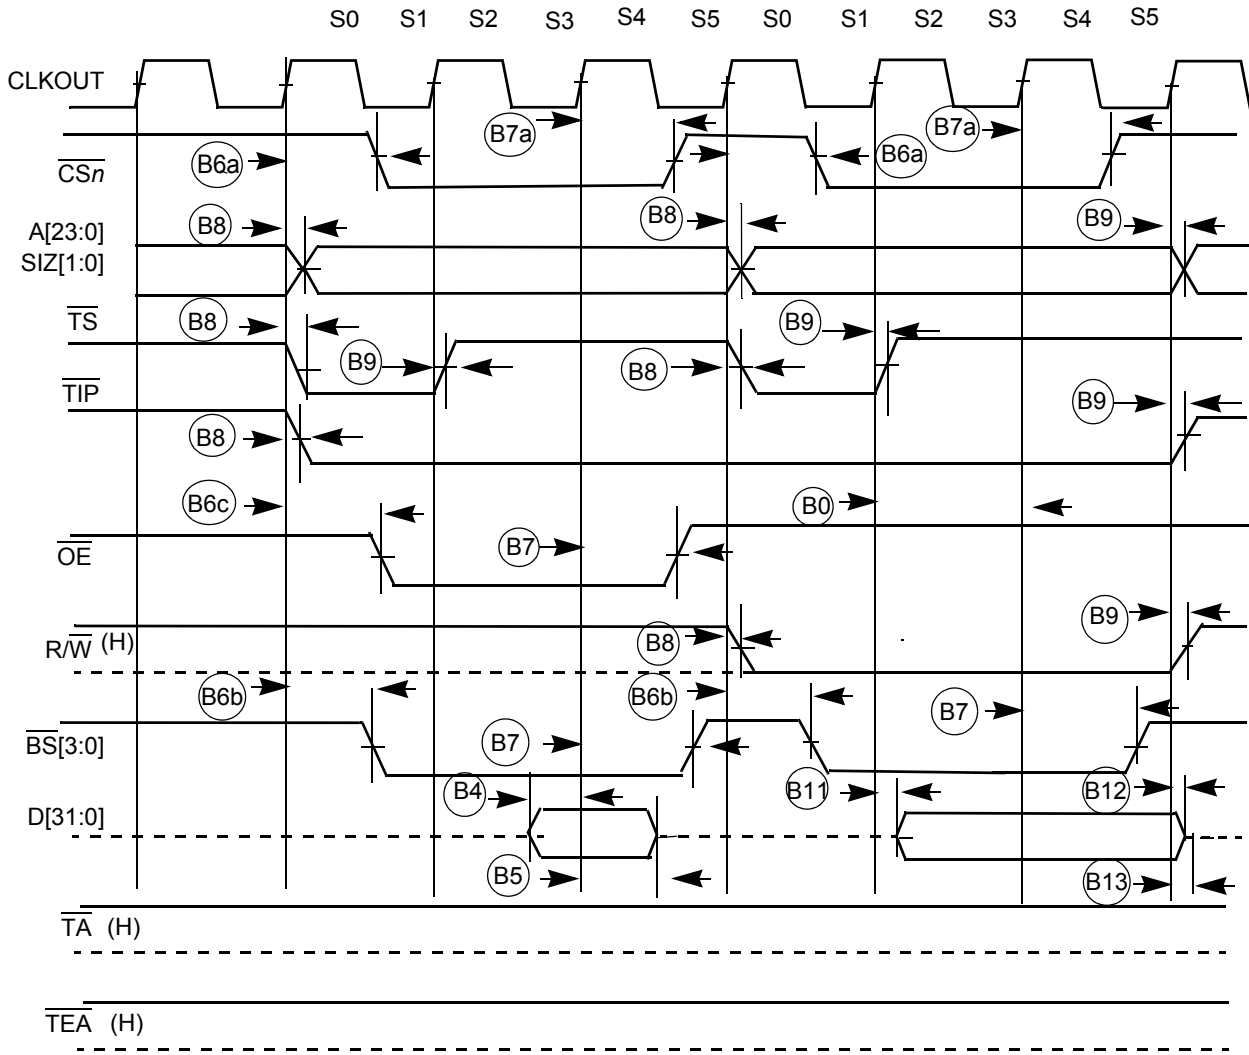 S0 S1 S2 S3 S4 S5 S0 S1 S2 S3 S4 S5
CLKOUT
B7a B7a
CSn B6a B6a
A[23:0] B8 B8 B9
SIZ[1:0]
TS B8 B9
TIP B9 B8 B9
B8
B6c B0
OE B7
R/W (H) B8 B9
B6b B6b B7
BS[3:0] B7
B4 B11 B12
D[31:0]
B5 B13
TA (H)
TEA (H)